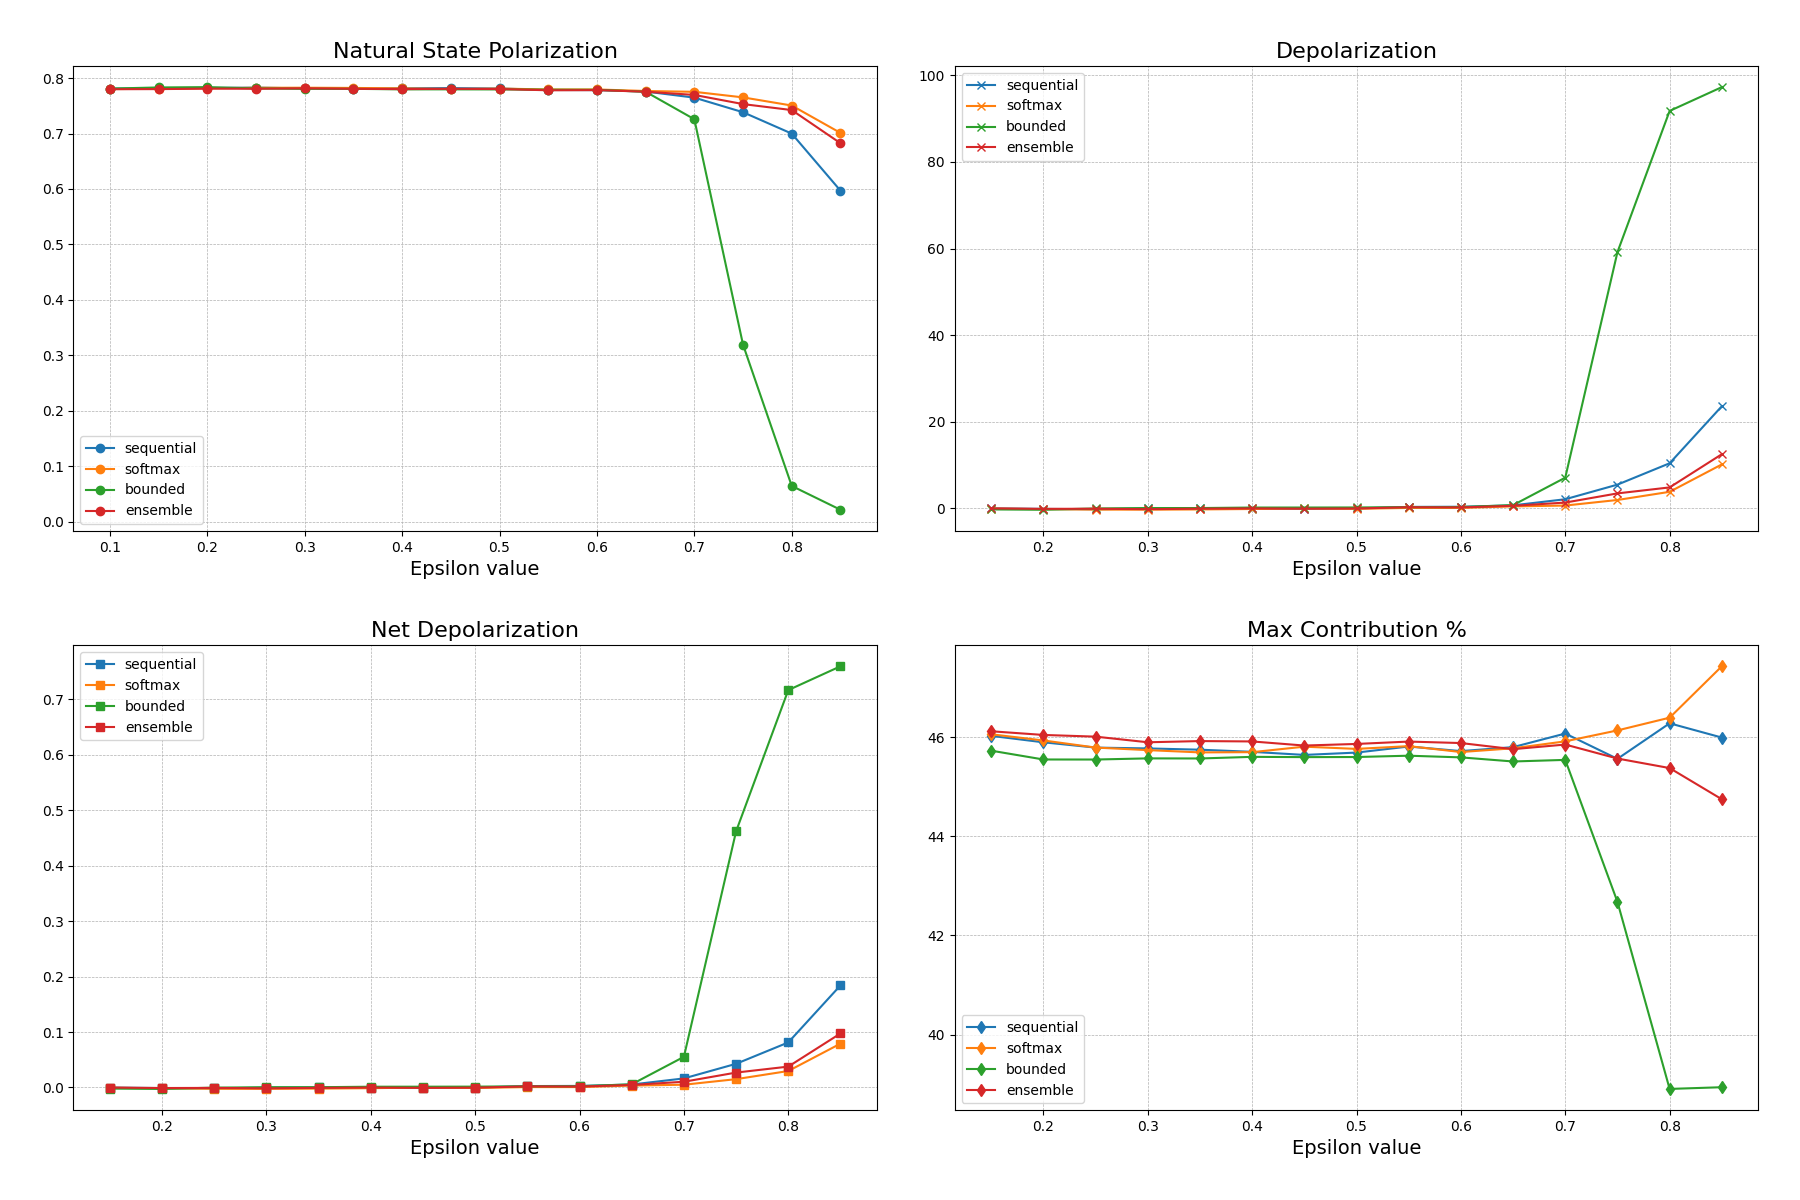 Natural State Polarization
0.8
0.7
0.6
0.5
0.4
0.3
0.2
0.1
0.0
sequential
softmax
bounded
ensemble
0.1 0.2 0.3 0.4 0.5 0.6 0.7 0.8
Epsilon value
Depolarization
100
80
60
40
20
0
sequential
softmax
bounded
ensemble
0.2 0.3 0.4 0.5 0.6 0.7 0.8
Epsilon value
Net Depolarization
sequential
softmax
bounded
ensemble
0.7
0.6
0.5
0.4
0.3
0.2
0.1
0.0
0.2 0.3 0.4 0.5 0.6 0.7 0.8
Epsilon value
Max Contribution %
46
44
42
40
sequential
softmax
bounded
ensemble
0.2 0.3 0.4 0.5 0.6 0.7 0.8
Epsilon value